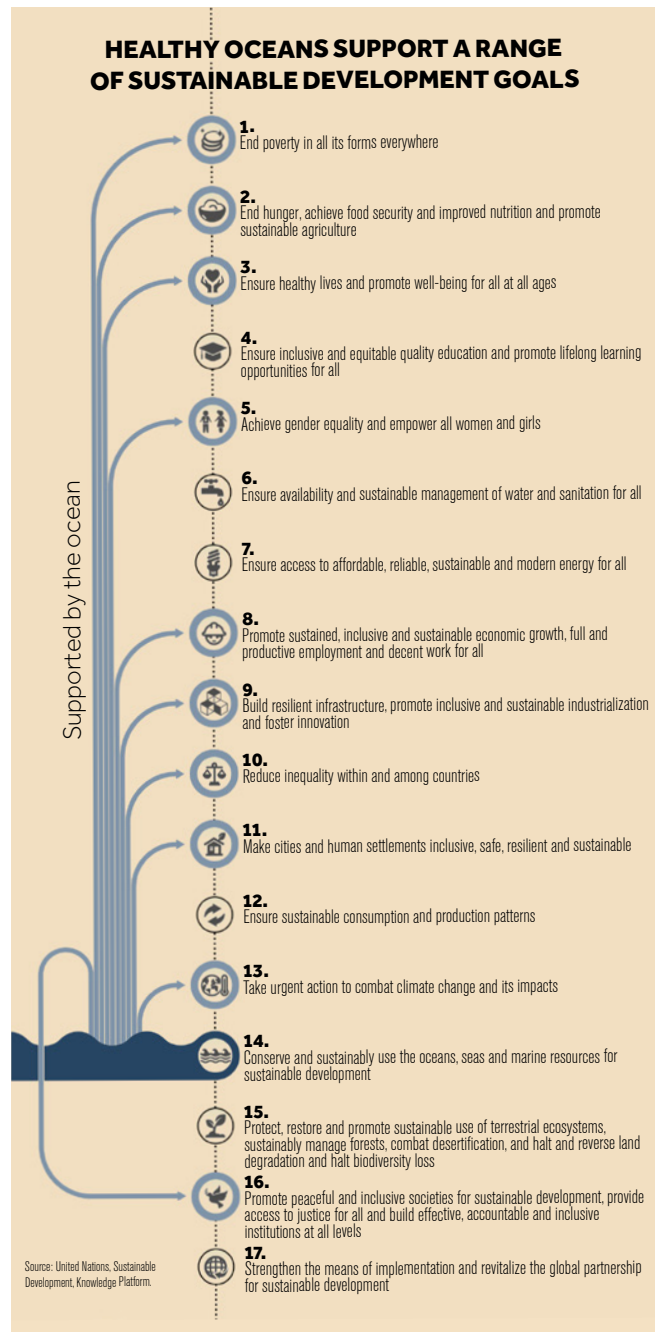 HEALTHY OCEANS SUPPORT A RANGE
OF SUSTAINABLE DEVELOPMENT GOALS
1.
End poverty in all its forms everywhere
2.
End hunger, achieve food security and improved nutrition and promote
sustainable agriculture
3.
Ensure healthy lives and promote well-being for all at all ages
4.
Ensure inclusive and equitable quality education and promote lifelong learning
opportunities for all
5.
Achieve gender equality and empower all women and girls
6.
Ensure availability and sustainable management of water and sanitation for all
7.
Ensure access to affordable, reliable, sustainable and modern energy for all
8.
Promote sustained, inclusive and sustainable economic growth, full and
productive employment and decent work for all
9.
Build resilient infrastructure, promote inclusive and sustainable industrialization
and foster innovation
10.
Reduce inequality within and among countries
11.
Make cities and human settlements inclusive, safe, resilient and sustainable
12.
Ensure sustainable consumption and production patterns
13.
Take urgent action to combat climate change and its impacts
14.
Conserve and sustainably use the oceans, seas and marine resources for
sustainable development
15.
Protect, restore and promote sustainable use of terrestrial ecosystems,
sustainably manage forests, combat desertification, and halt and reverse land
degradation and halt biodiversity loss
16.
Promote peaceful and inclusive societies for sustainable development, provide
access to justice for all and build effective, accountable and inclusive
institutions at all levels
17.
Strengthen the means of implementation and revitalize the global partnership
for sustainable development
Supported by the ocean
Source: United Nations, Sustainable
Development, Knowledge Platform.